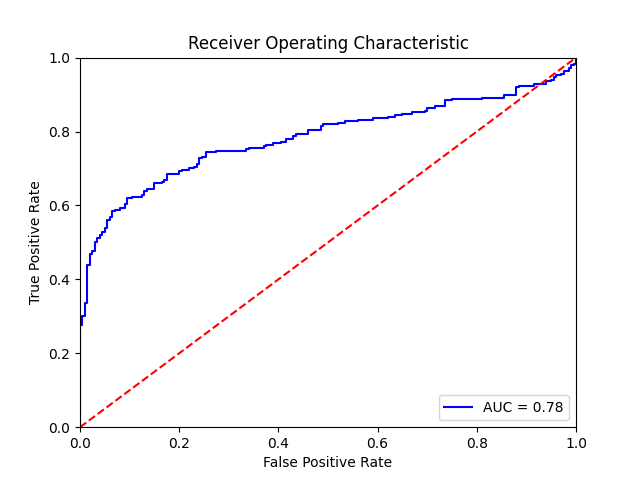 Receiver Operating Characteristic
1.0
0.8
0.6
0.4
0.2
0.0
True Positive Rate
AUC = 0.78
0.0 0.2 0.4 0.6 0.8 1.0
False Positive Rate